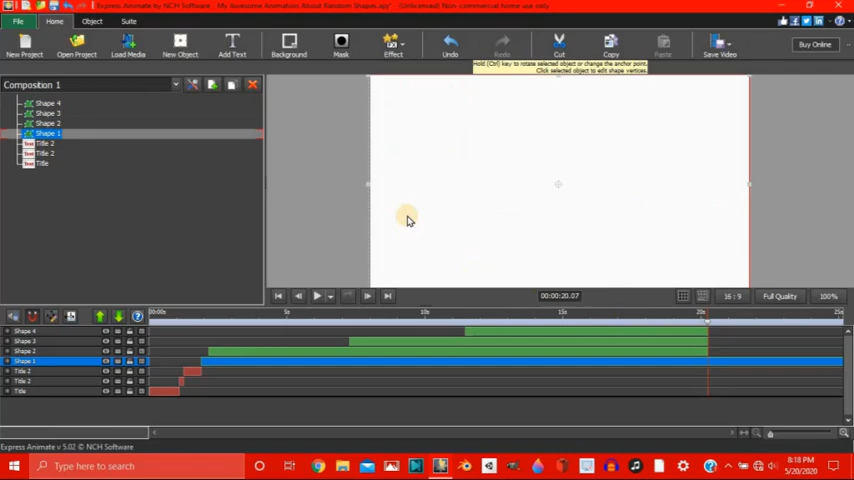 Express Animate by NCH Software - My Awesome Animation About Random Shapes.apv* - (Unlicensed) Non-commercial home use only
File Home Object Suite
New Project Open Project Load Media New Object Add Text Background Mask Effect Undo Redo Cut Copy Paste Save Video Buy Online
Hold (Ctrl) key to rotate selected object or change the anchor point.
Click selected object to edit shape vertices.
Composition 1
Shape 4
Shape 3
Shape 2
Shape 1
Text Title 2
Text Title 2
Text Title
00:00:20.07 16 : 9 Full Quality 100%
00:00s 5s 10s 15s 20s 25s
Shape 4
Shape 3
Shape 2
Shape 1
Title 2
Title 2
Title
Express Animate v 5.02 © NCH Software
Type here to search
8:18 PM
5/20/2020